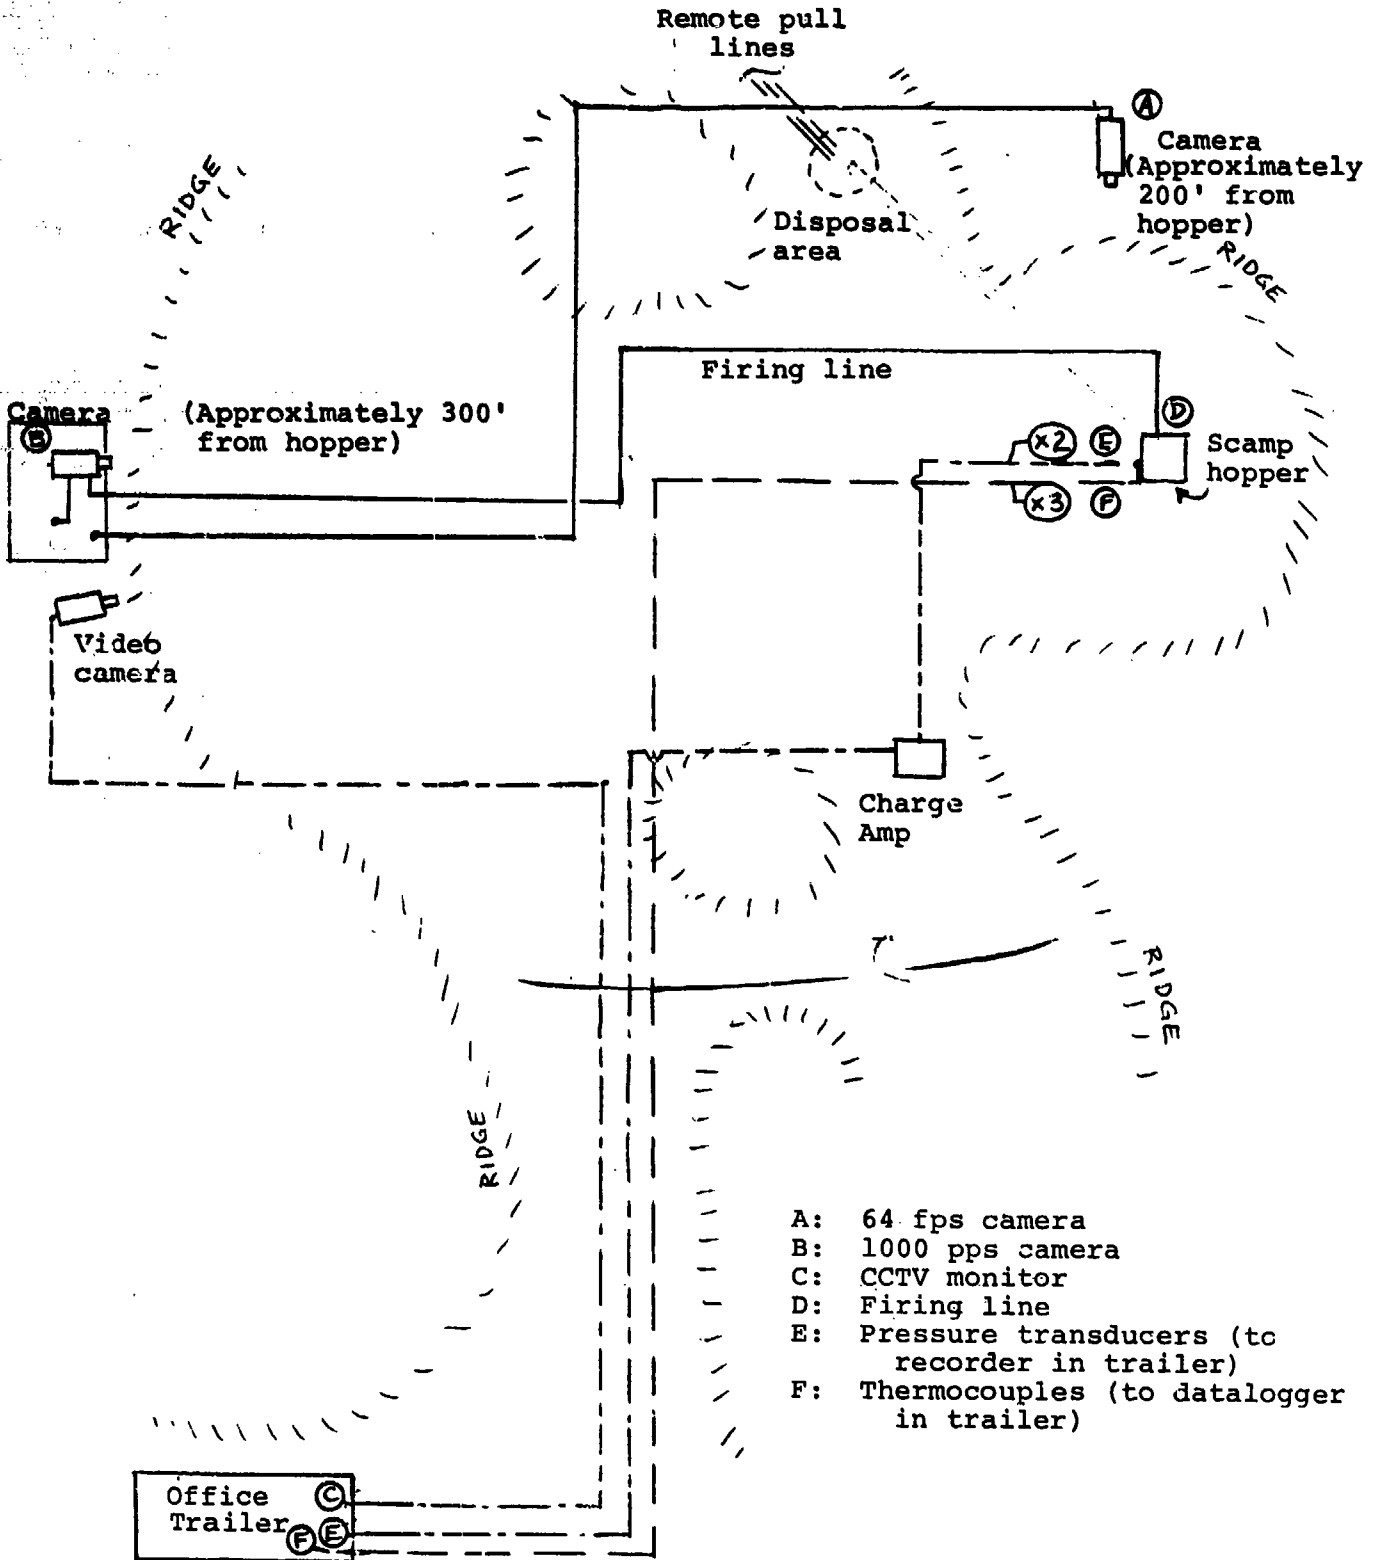 Remote pull
lines
A
Camera
(Approximately
200' from
hopper)
RIDGE
Disposal
area
RIDGE
Firing line
Camera
B
(Approximately 300'
from hopper)
D
x2 E
Scamp
hopper
x3 F
Video
camera
Charge
Amp
RIDGE
RIDGE
A: 64 fps camera
B: 1000 pps camera
C: CCTV monitor
D: Firing line
E: Pressure transducers (to
recorder in trailer)
F: Thermocouples (to datalogger
in trailer)
Office
Trailer
C
E
F